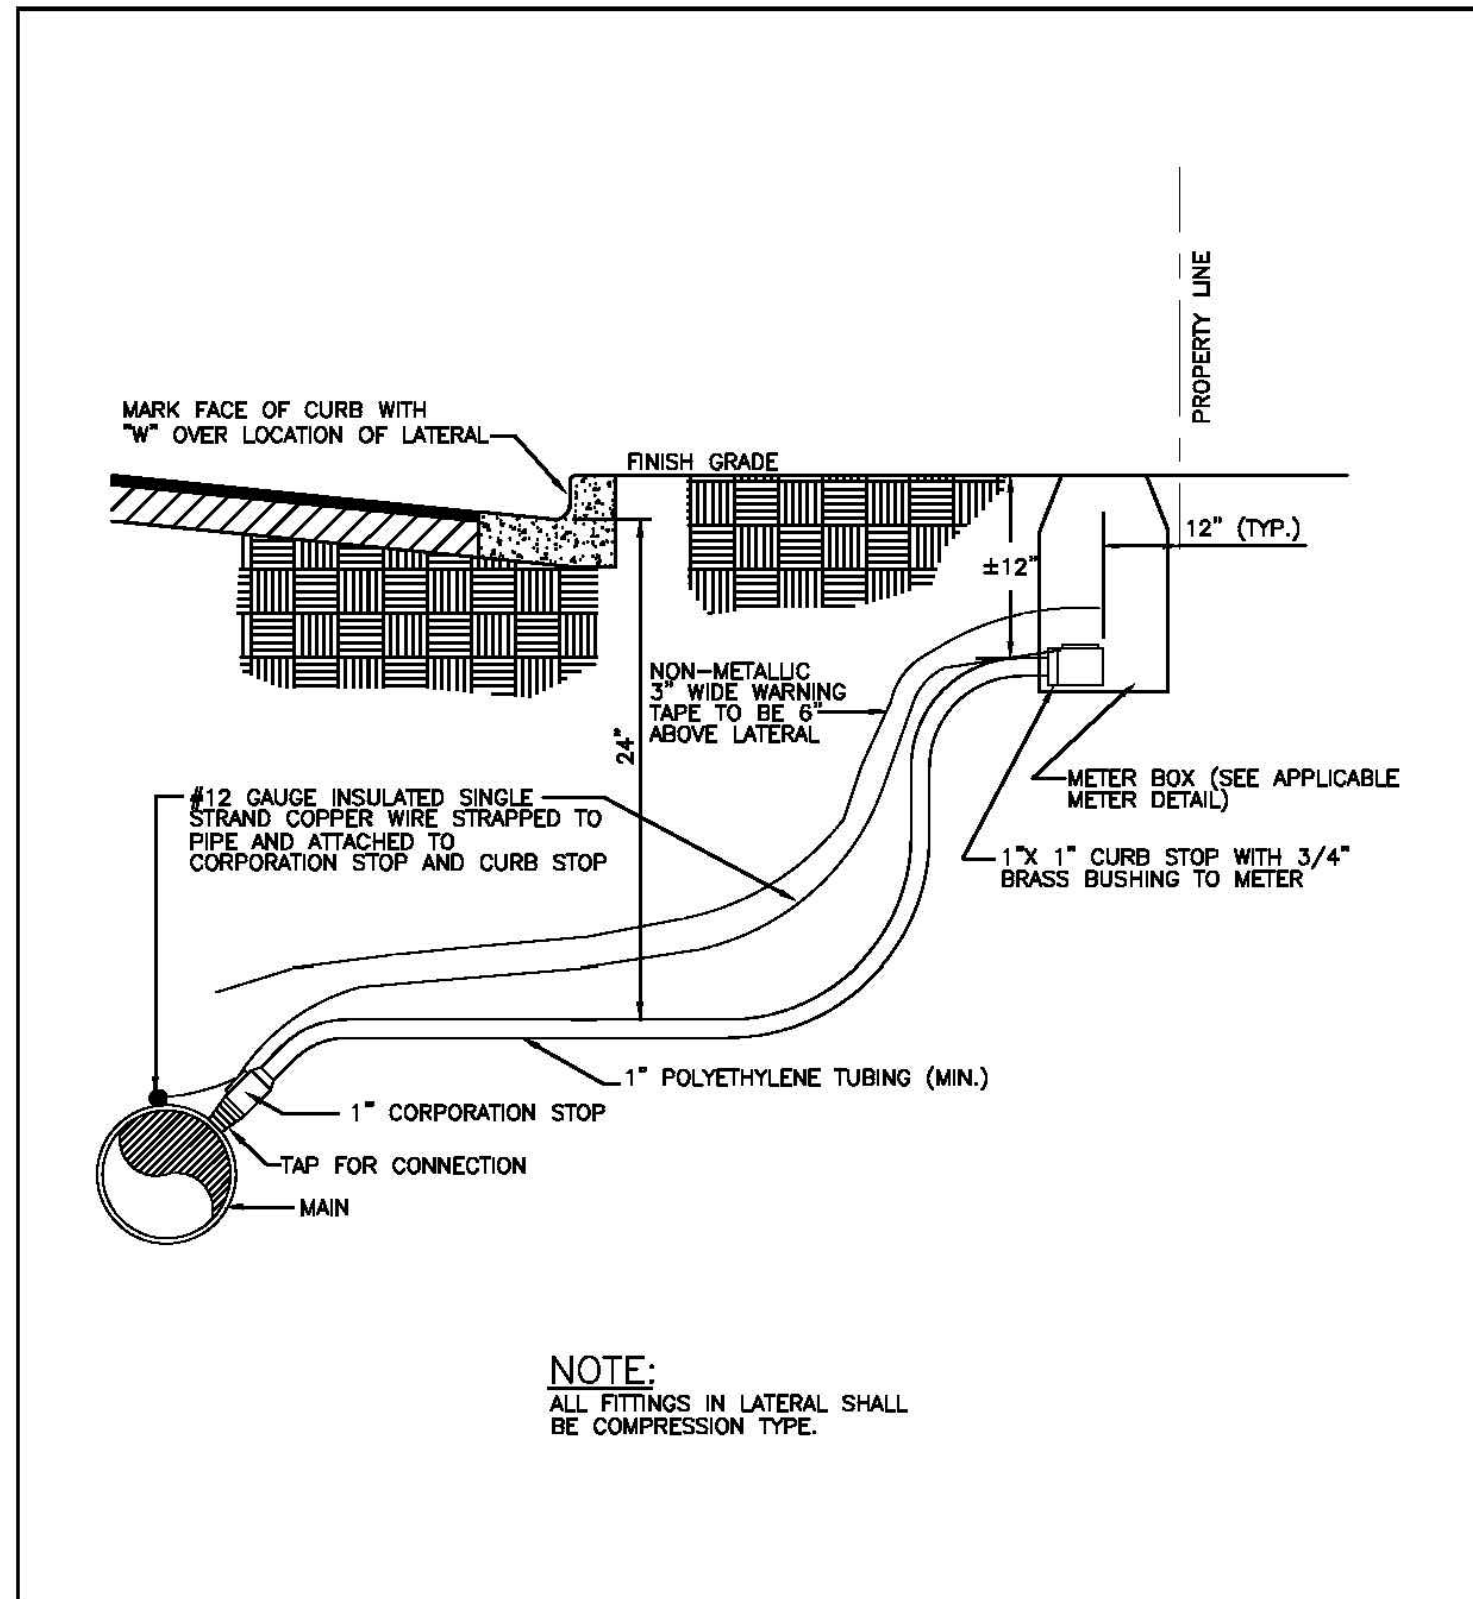 PROPERTY LINE
MARK FACE OF CURB WITH
"W" OVER LOCATION OF LATERAL
FINISH GRADE
12" (TYP.)
±12"
NON-METALLIC
3" WIDE WARNING
TAPE TO BE 6"
ABOVE LATERAL
24"
METER BOX (SEE APPLICABLE
METER DETAIL)
#12 GAUGE INSULATED SINGLE
STRAND COPPER WIRE STRAPPED TO
PIPE AND ATTACHED TO
CORPORATION STOP AND CURB STOP
1"X 1" CURB STOP WITH 3/4"
BRASS BUSHING TO METER
1" POLYETHYLENE TUBING (MIN.)
1" CORPORATION STOP
TAP FOR CONNECTION
MAIN
NOTE:
ALL FITTINGS IN LATERAL SHALL
BE COMPRESSION TYPE.